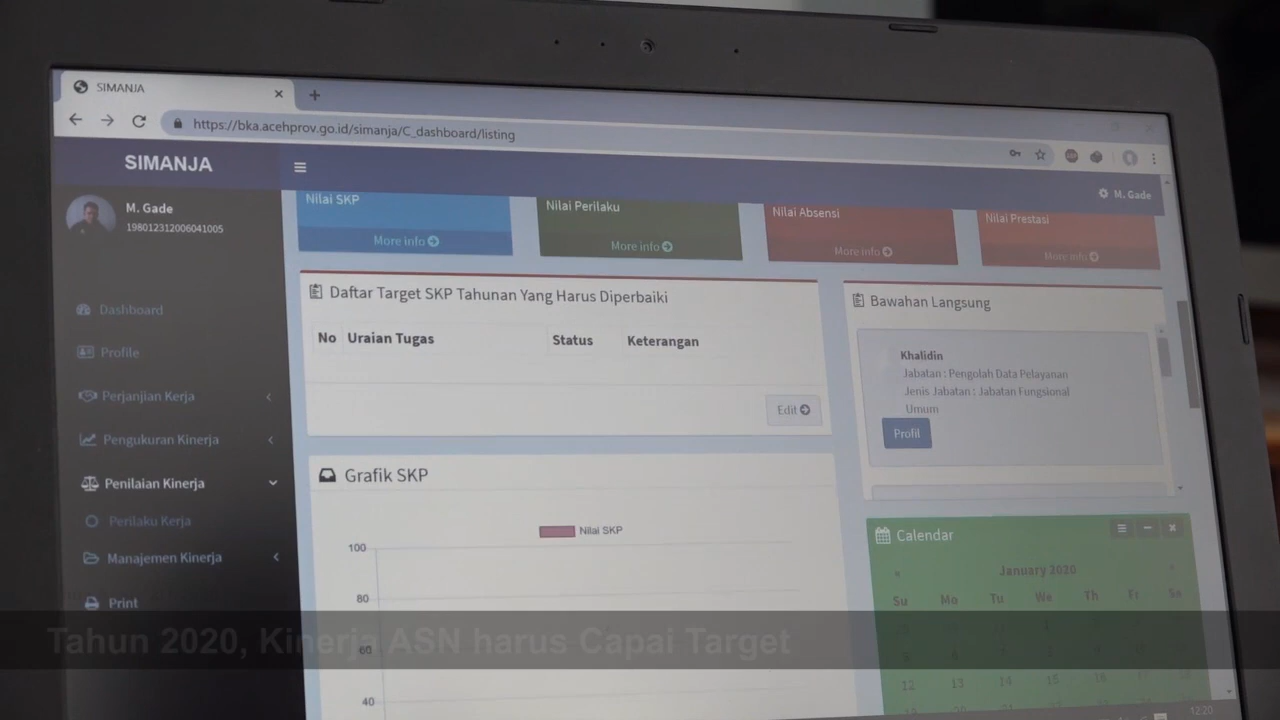 SIMANJA
https://bka.acehprov.go.id/simanja/C_dashboard/listing
SIMANJA
M. Gade
M. Gade
198012312006041005
Nilai SKP
Nilai Perilaku
Nilai Absensi
Nilai Prestasi
More info
More info
More info
More info
Dashboard
Profile
Perjanjian Kerja
Pengukuran Kinerja
Penilaian Kinerja
Perilaku Kerja
Manajemen Kinerja
Print
Daftar Target SKP Tahunan Yang Harus Diperbaiki
No Uraian Tugas Status Keterangan
Edit
Bawahan Langsung
Khalidin
Jabatan : Pengolah Data Pelayanan
Jenis Jabatan : Jabatan Fungsional
Umum
Profil
Grafik SKP
Nilai SKP
100
80
60
40
Calendar
January 2020
Su Mo Tu We Th Fr Sa
12 13 14 15 16 17 18
Tahun 2020, Kinerja ASN harus Capai Target
12:20